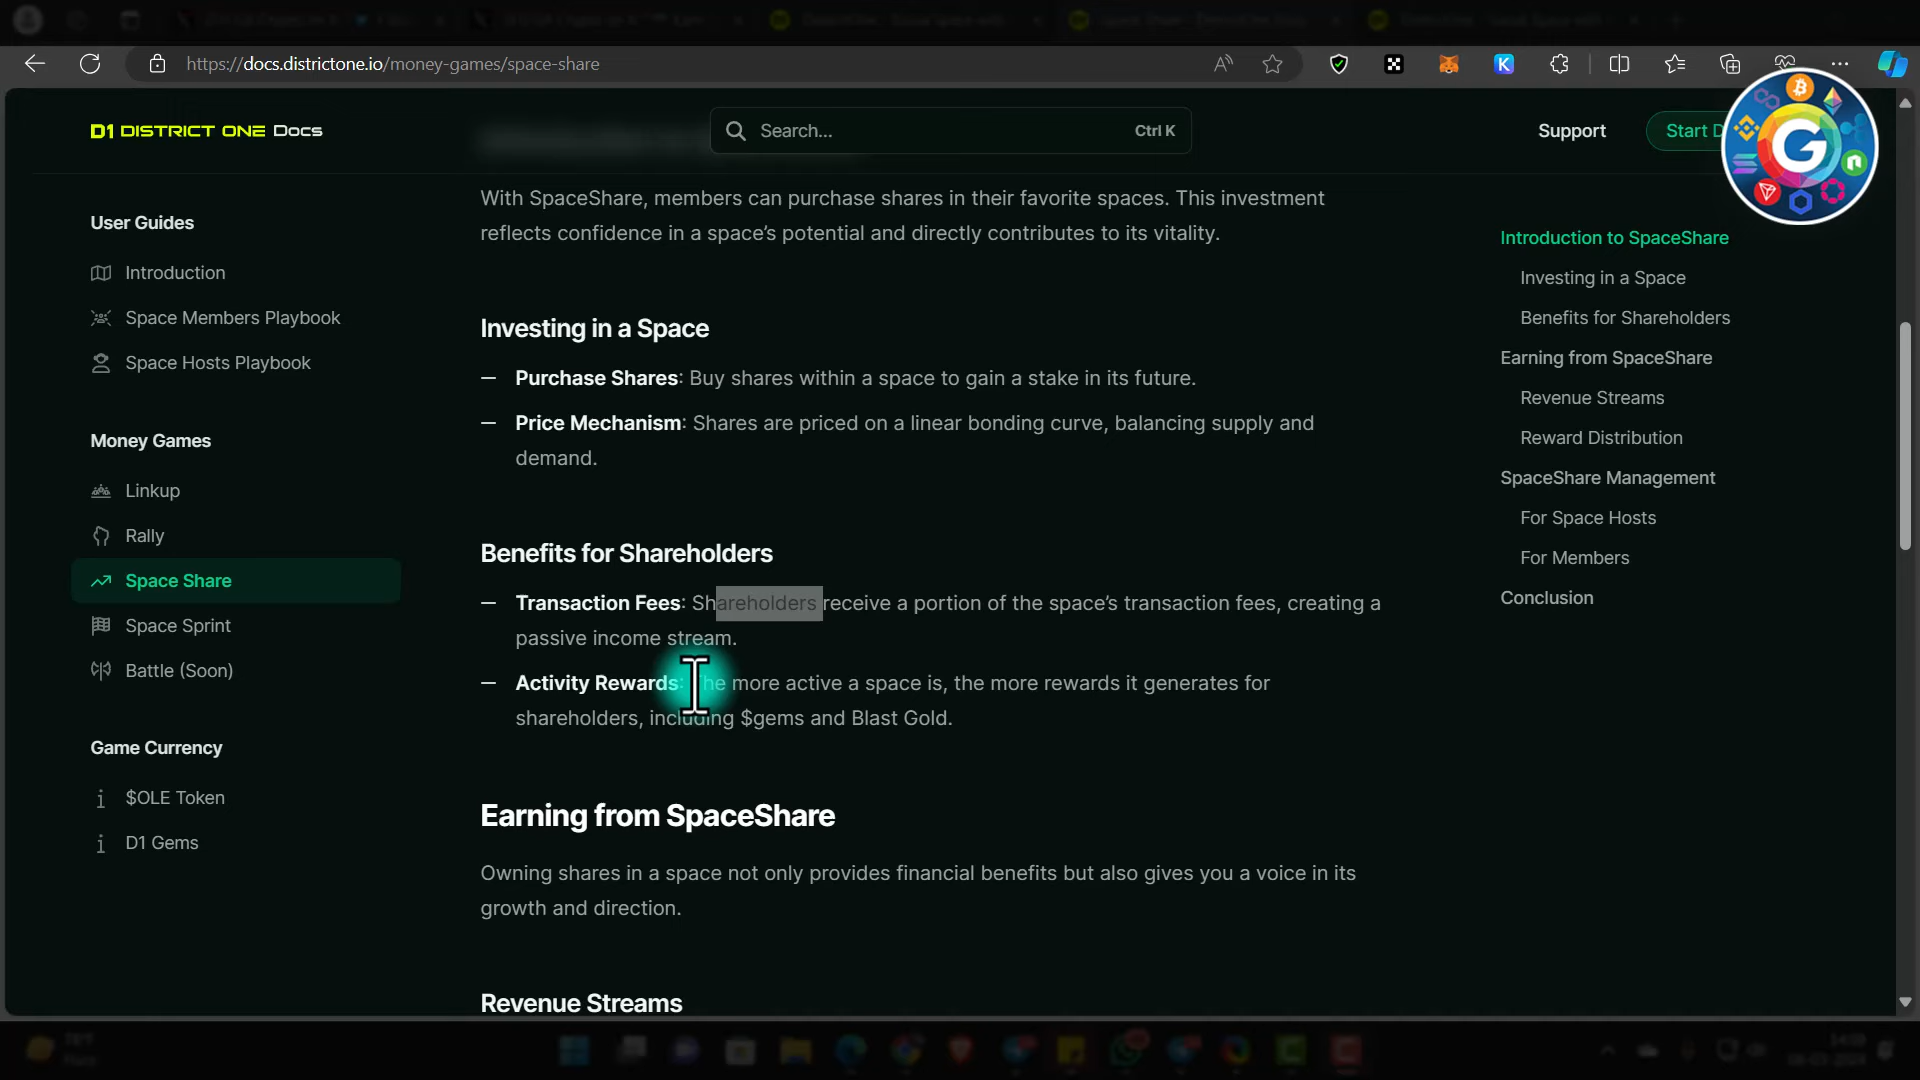 https://docs.districtone.io/money-games/space-share
D1 DISTRICT ONE Docs
Search...
Ctrl K
Support
Start D
G
User Guides
Introduction
Space Members Playbook
Space Hosts Playbook
Money Games
Linkup
Rally
Space Share
Space Sprint
Battle (Soon)
Game Currency
$OLE Token
D1 Gems
With SpaceShare, members can purchase shares in their favorite spaces. This investment
reflects confidence in a space's potential and directly contributes to its vitality.
Investing in a Space
— Purchase Shares: Buy shares within a space to gain a stake in its future.
— Price Mechanism: Shares are priced on a linear bonding curve, balancing supply and
demand.
Benefits for Shareholders
— Transaction Fees: Shareholders receive a portion of the space's transaction fees, creating a
passive income stream.
— Activity Rewards: The more active a space is, the more rewards it generates for
shareholders, including $gems and Blast Gold.
Earning from SpaceShare
Owning shares in a space not only provides financial benefits but also gives you a voice in its
growth and direction.
Revenue Streams
Introduction to SpaceShare
Investing in a Space
Benefits for Shareholders
Earning from SpaceShare
Revenue Streams
Reward Distribution
SpaceShare Management
For Space Hosts
For Members
Conclusion